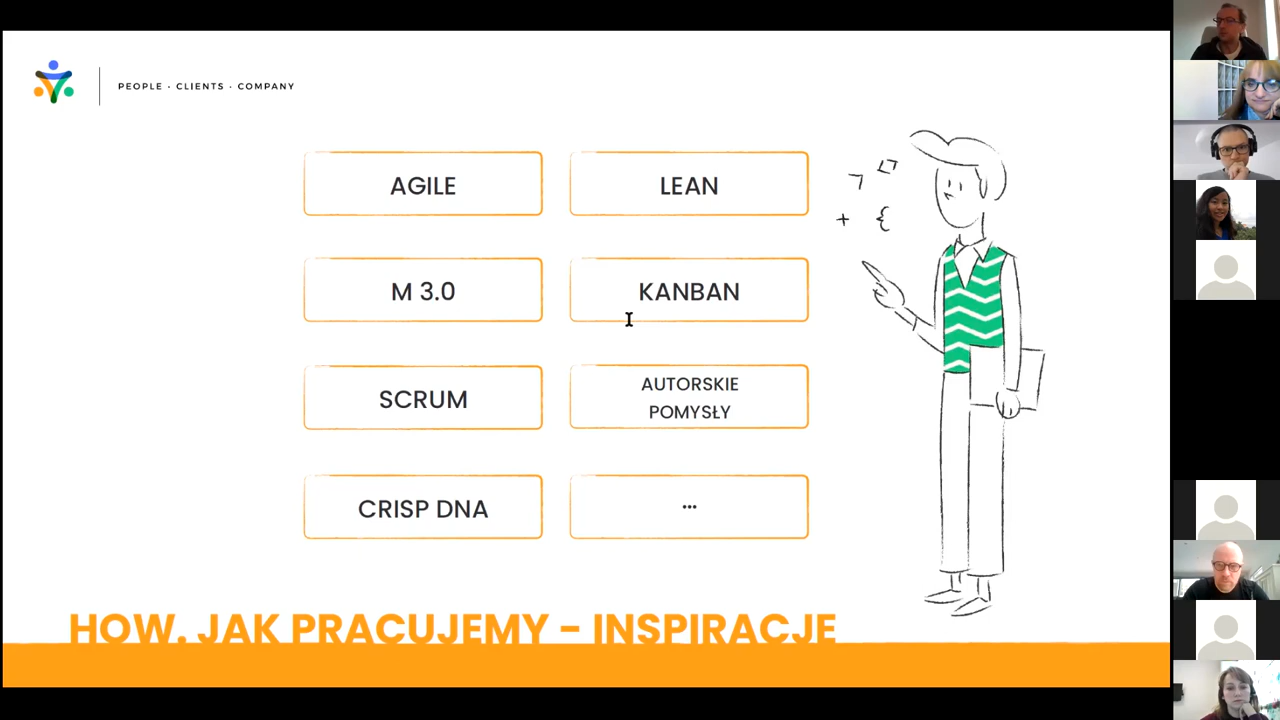 PEOPLE · CLIENTS · COMPANY
AGILE
LEAN
M 3.0
KANBAN
SCRUM
AUTORSKIE
POMYSŁY
CRISP DNA
...
HOW. JAK PRACUJEMY - INSPIRACJE